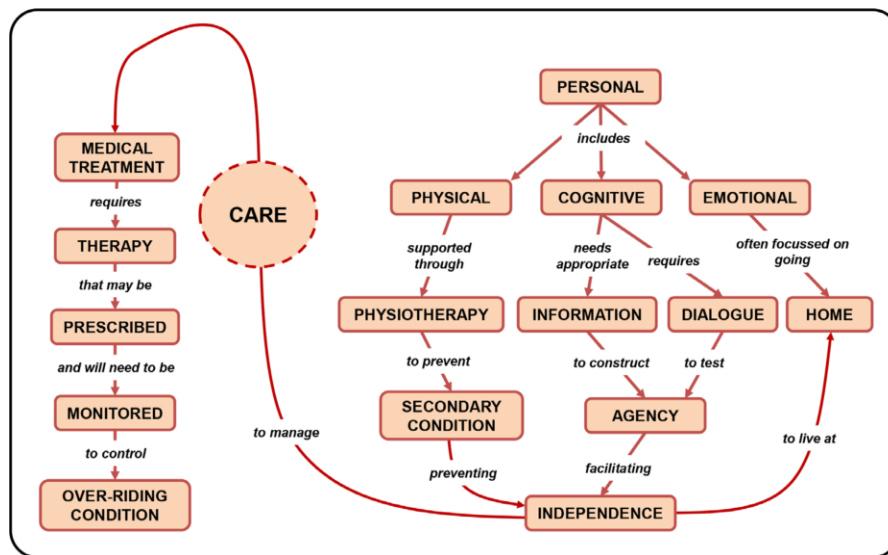 PERSONAL
includes
MEDICAL
TREATMENT
requires
THERAPY
that may be
PRESCRIBED
and will need to be
MONITORED
to control
OVER-RIDING
CONDITION
CARE
to manage
PHYSICAL
COGNITIVE
EMOTIONAL
supported
through
needs
appropriate
requires
often focussed on
going
PHYSIOTHERAPY
INFORMATION
DIALOGUE
HOME
to prevent
to construct
to test
SECONDARY
CONDITION
AGENCY
to live at
preventing
facilitating
INDEPENDENCE